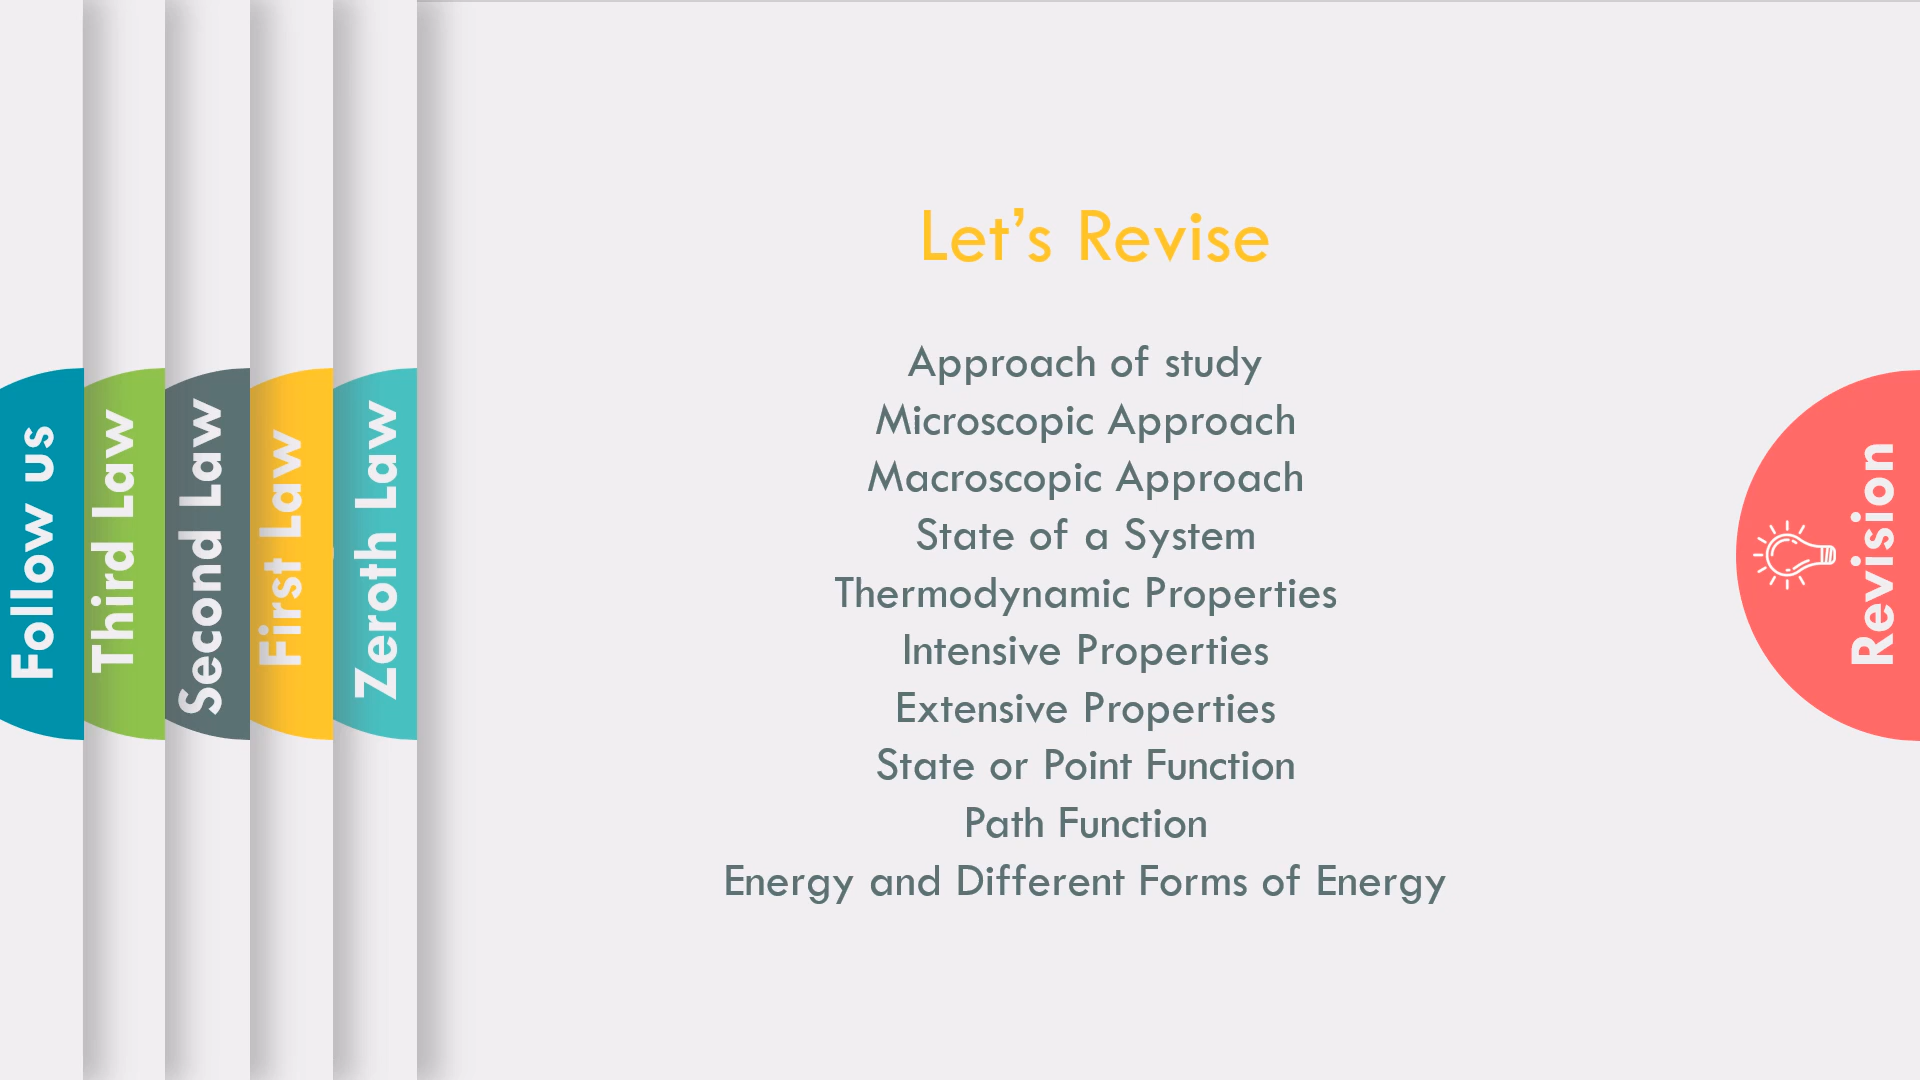 Follow us
Third Law
Second Law
First Law
Zeroth Law
Let’s Revise
Approach of study
Microscopic Approach
Macroscopic Approach
State of a System
Thermodynamic Properties
Intensive Properties
Extensive Properties
State or Point Function
Path Function
Energy and Different Forms of Energy
Revision